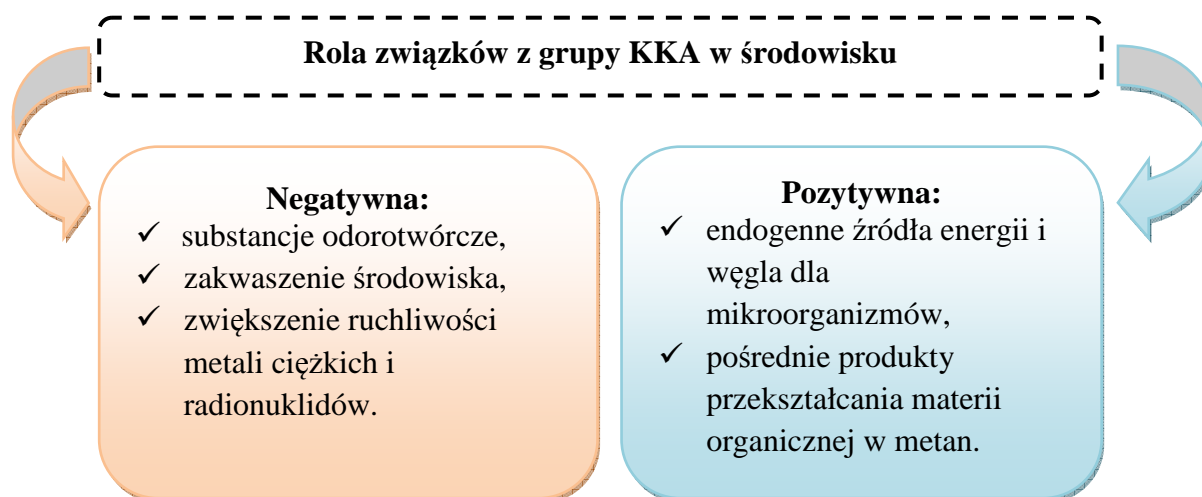 Rola związków z grupy KKA w środowisku
Negatywna:
✓ substancje odorotwórcze,
✓ zakwaszenie środowiska,
✓ zwiększenie ruchliwości
metali ciężkich i
radionuklidów.
Pozytywna:
✓ endogenne źródła energii i
węgla dla
mikroorganizmów,
✓ pośrednie produkty
przekształcania materii
organicznej w metan.